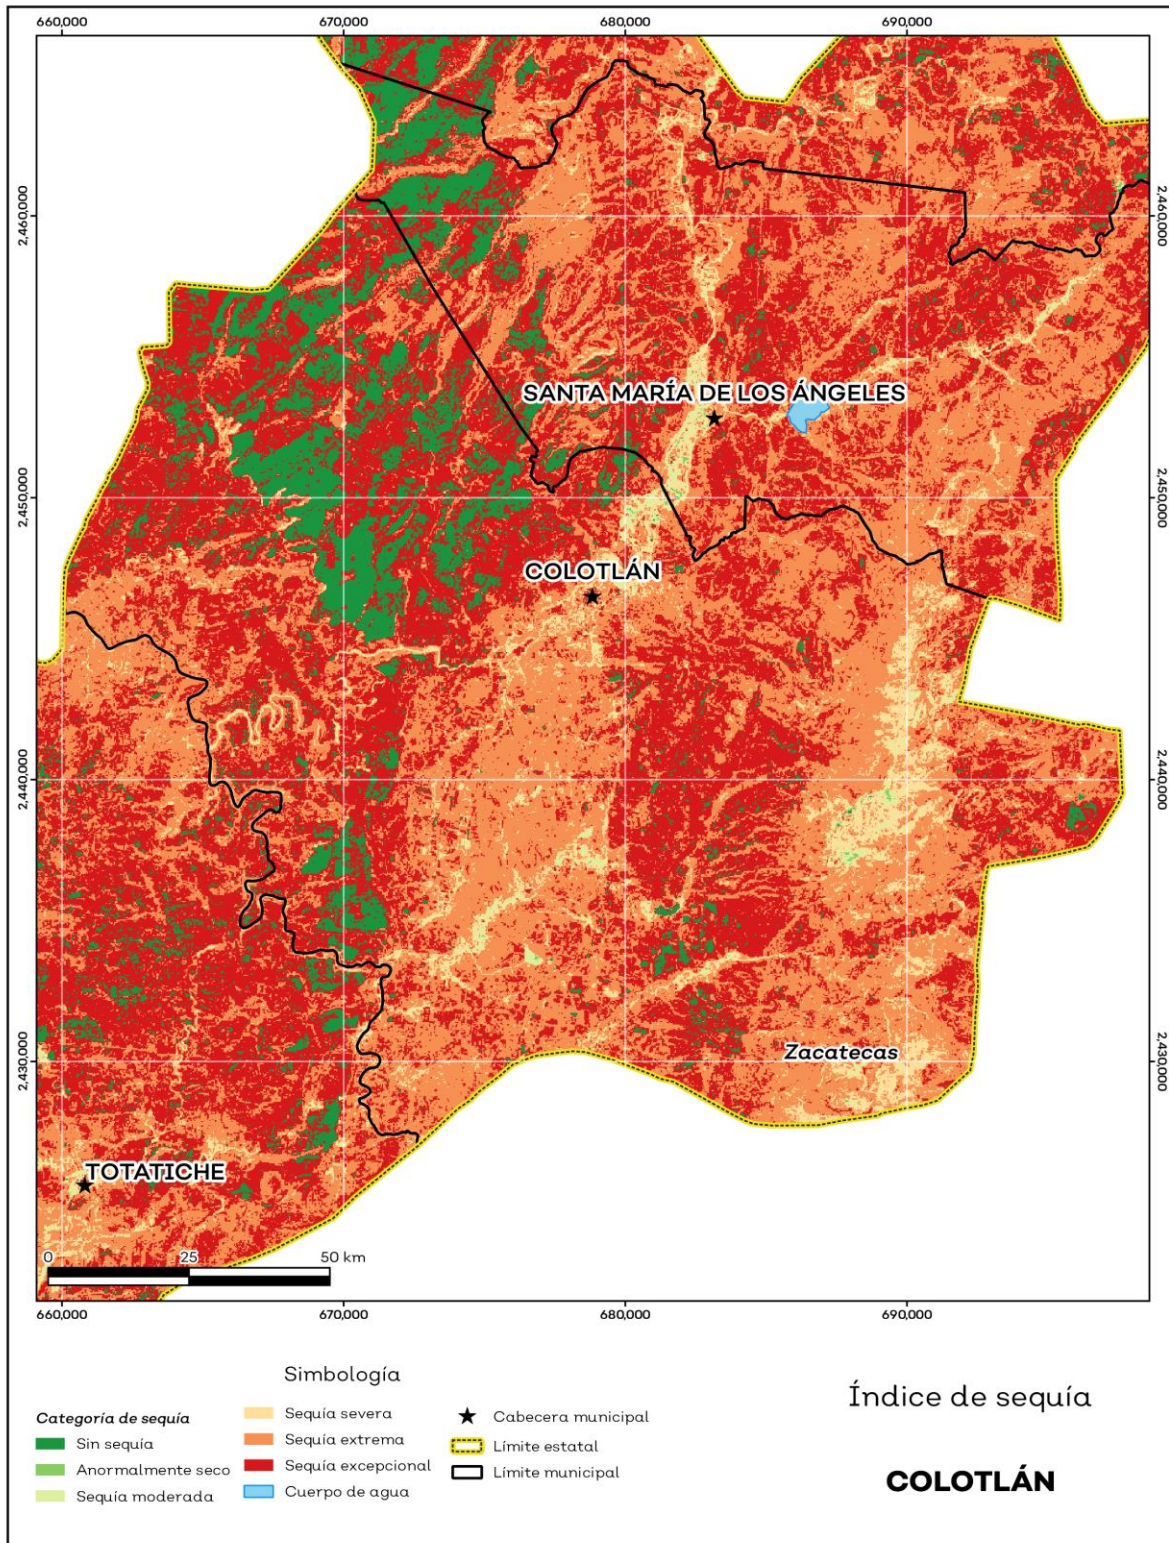 660,000
670,000
680,000
690,000
2,460,000
2,460,000
SANTA MARÍA DE LOS ÁNGELES
2,450,000
2,450,000
COLOTLÁN
2,440,000
2,440,000
2,430,000
2,430,000
Zacatecas
TOTATICHE
0
25
50 km
660,000
670,000
680,000
690,000
Simbología
Categoría de sequía
Sin sequía
Anormalmente seco
Sequía moderada
Sequía severa
Sequía extrema
Sequía excepcional
Cuerpo de agua
Cabecera municipal
Límite estatal
Límite municipal
Índice de sequía
COLOTLÁN